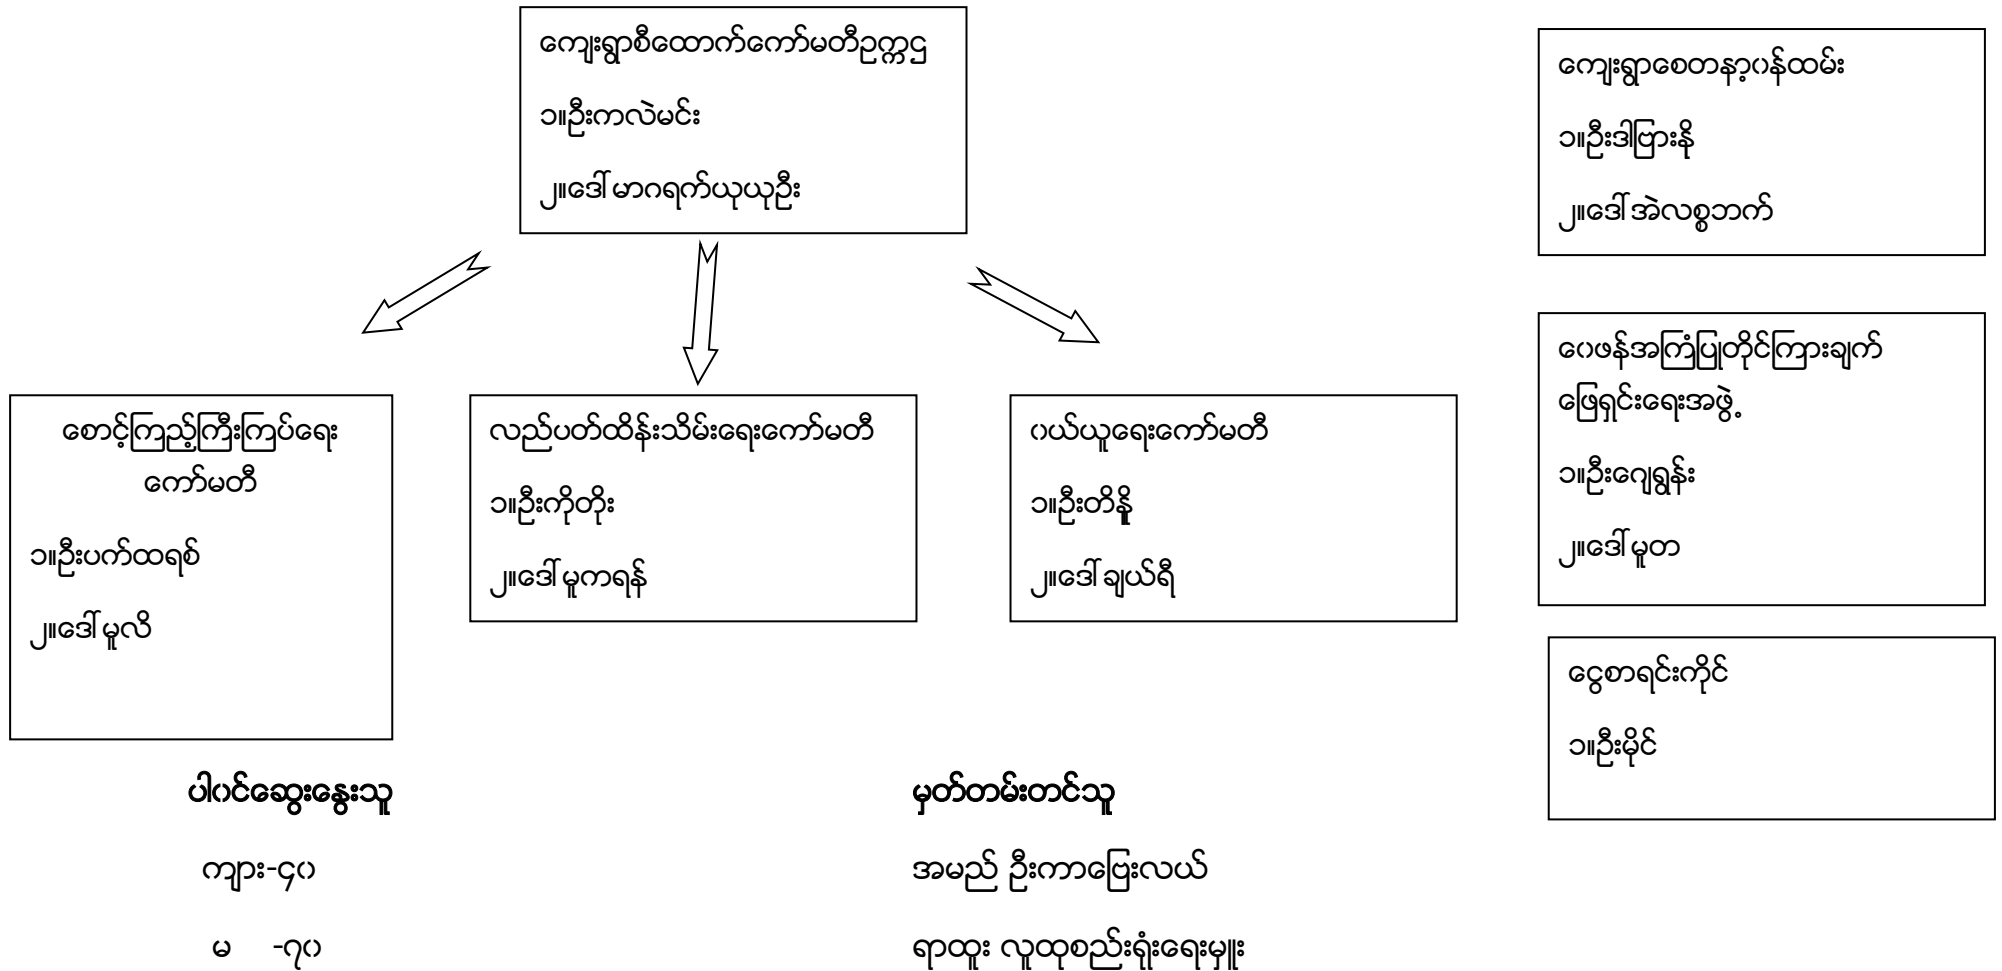 ကျေးရွာစီထောက်ကော်မတီဥက္ကဌ
၁။ဦးကလဲမင်း
၂။ဒေါ်မာဂရက်ယုယုဦး
ကျေးရွာစေတနာ့ဝန်ထမ်း
၁။ဦးဒါဗြားနိ
၂။ဒေါ်အဲလစ္စဘက်
ဝေဖန်အကြံပြုတိုင်ကြားချက်
ဖြေရှင်းရေးအဖွဲ့
၁။ဦးဂျေရွန်း
၂။ဒေါ်မူတ
စောင့်ကြည့်ကြီးကြပ်ရေး
ကော်မတီ
၁။ဦးပက်ထရစ်
၂။ဒေါ်မူလိ
လည်ပတ်ထိန်းသိမ်းရေးကော်မတီ
၁။ဦးကိုတိုး
၂။ဒေါ်မူကရန်
ဝယ်ယူရေးကော်မတီ
၁။ဦးတိနို
၂။ဒေါ်ချယ်ရီ
ငွေစာရင်းကိုင်
၁။ဦးမိုင်
ပါဝင်ဆွေးနွေးသူ
ကျား-၄၀
မ -၇၀
မှတ်တမ်းတင်သူ
အမည် ဦးကာဗြေးလယ်
ရာထူး လူထုစည်းရုံးရေးမှူး